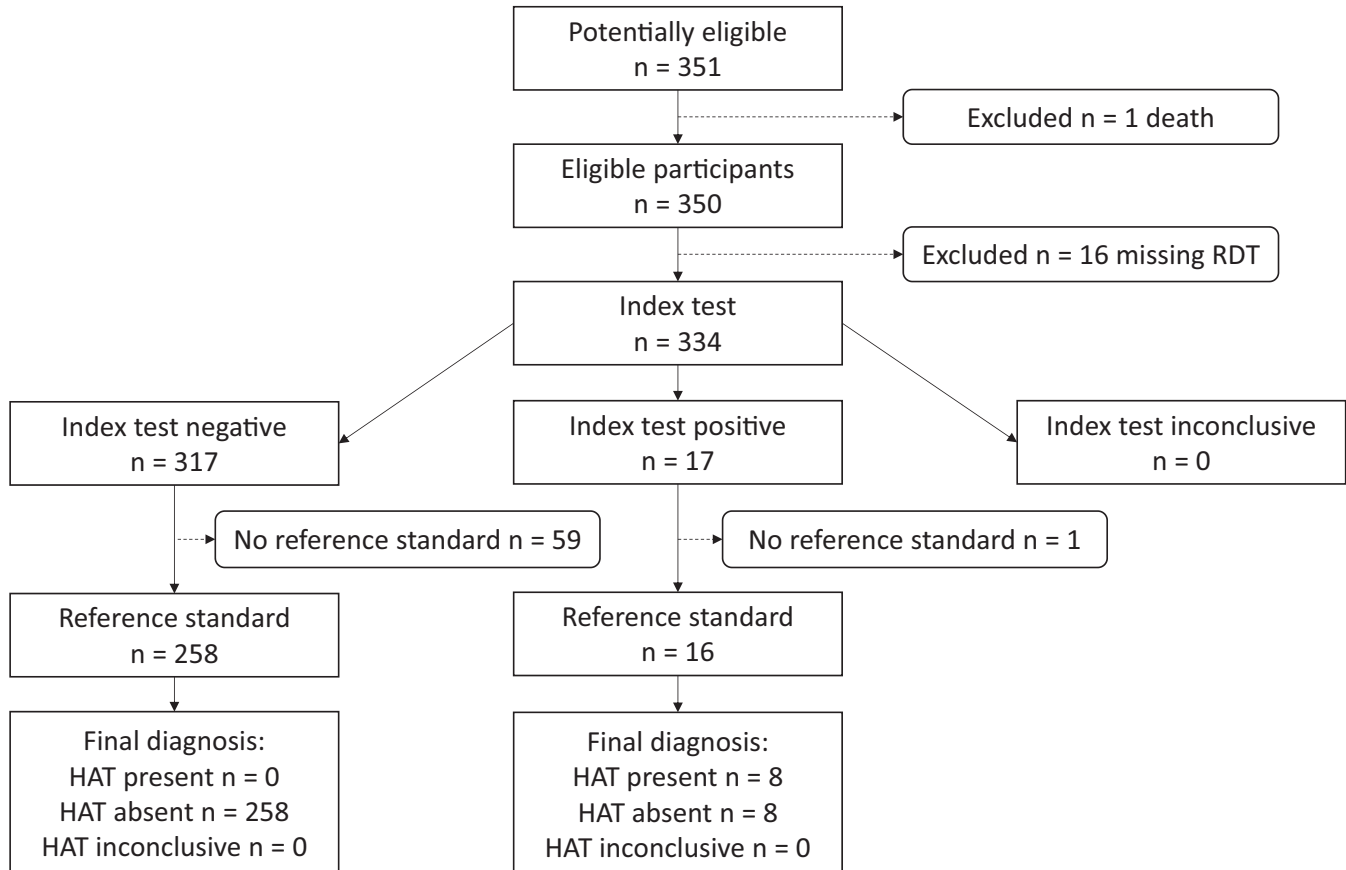 Potentially eligible
n = 351
Excluded n = 1 death
Eligible participants
n = 350
Excluded n = 16 missing RDT
Index test
n = 334
Index test negative
n = 317
Index test positive
n = 17
Index test inconclusive
n = 0
No reference standard n = 59
No reference standard n = 1
Reference standard
n = 258
Reference standard
n = 16
Final diagnosis:
HAT present n = 0
HAT absent n = 258
HAT inconclusive n = 0
Final diagnosis:
HAT present n = 8
HAT absent n = 8
HAT inconclusive n = 0